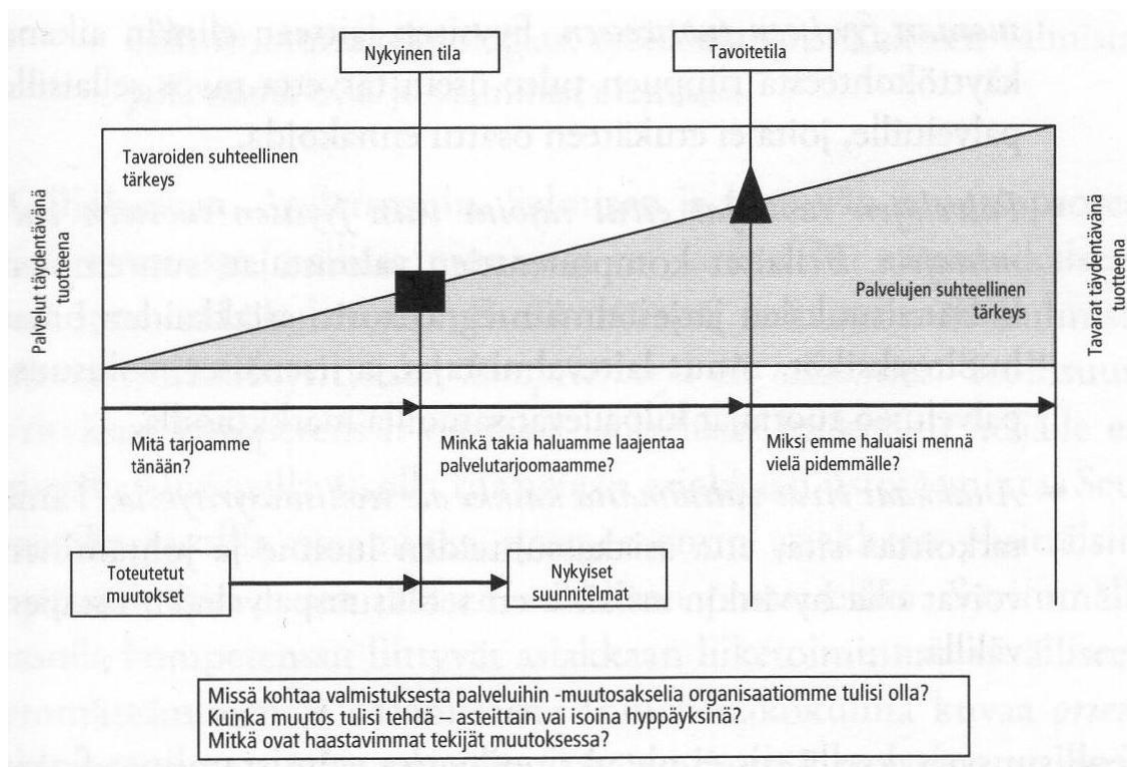 Nykyinen tila
Tavoitetila
Tavaroiden suhteellinen
tärkeys
Palvelut täydentävänä
tuotteena
Palvelujen suhteellinen
tärkeys
Tavarat täydentävänä
tuotteena
Mitä tarjoamme
tänään?
Minkä takia haluamme laajentaa
palvelutarjoomaamme?
Miksi emme haluaisi mennä
vielä pidemmälle?
Toteutetut
muutokset
Nykyiset
suunnitelmat
Missä kohtaa valmistuksesta palveluihin -muutosakselia organisaatiomme tulisi olla?
Kuinka muutos tulisi tehdä – asteittain vai isoina hyppäyksinä?
Mitkä ovat haastavimmat tekijät muutoksessa?